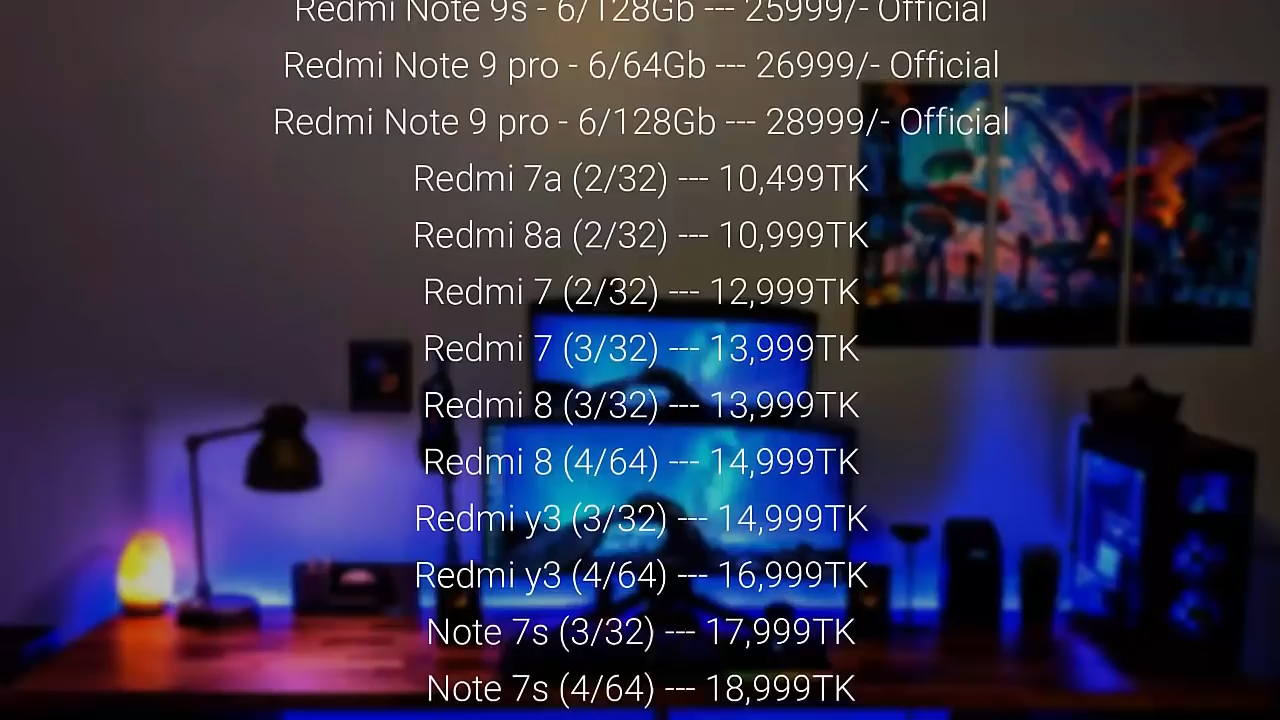 Redmi Note 9s - 6/128Gb --- 25999/- Official
Redmi Note 9 pro - 6/64Gb --- 26999/- Official
Redmi Note 9 pro - 6/128Gb --- 28999/- Official
Redmi 7a (2/32) --- 10,499TK
Redmi 8a (2/32) --- 10,999TK
Redmi 7 (2/32) --- 12,999TK
Redmi 7 (3/32) --- 13,999TK
Redmi 8 (3/32) --- 13,999TK
Redmi 8 (4/64) --- 14,999TK
Redmi y3 (3/32) --- 14,999TK
Redmi y3 (4/64) --- 16,999TK
Note 7s (3/32) --- 17,999TK
Note 7s (4/64) --- 18,999TK